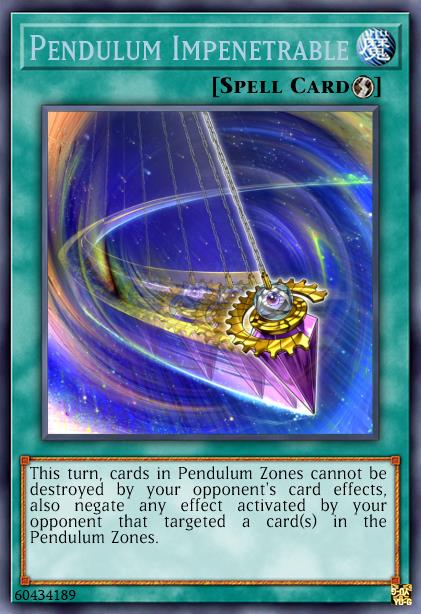 PENDULUM IMPENETRABLE 魔
[SPELL CARD]
This turn, cards in Pendulum Zones cannot be
destroyed by your opponent's card effects,
also negate any effect activated by your
opponent that targeted a card(s) in the
Pendulum Zones.
60434189